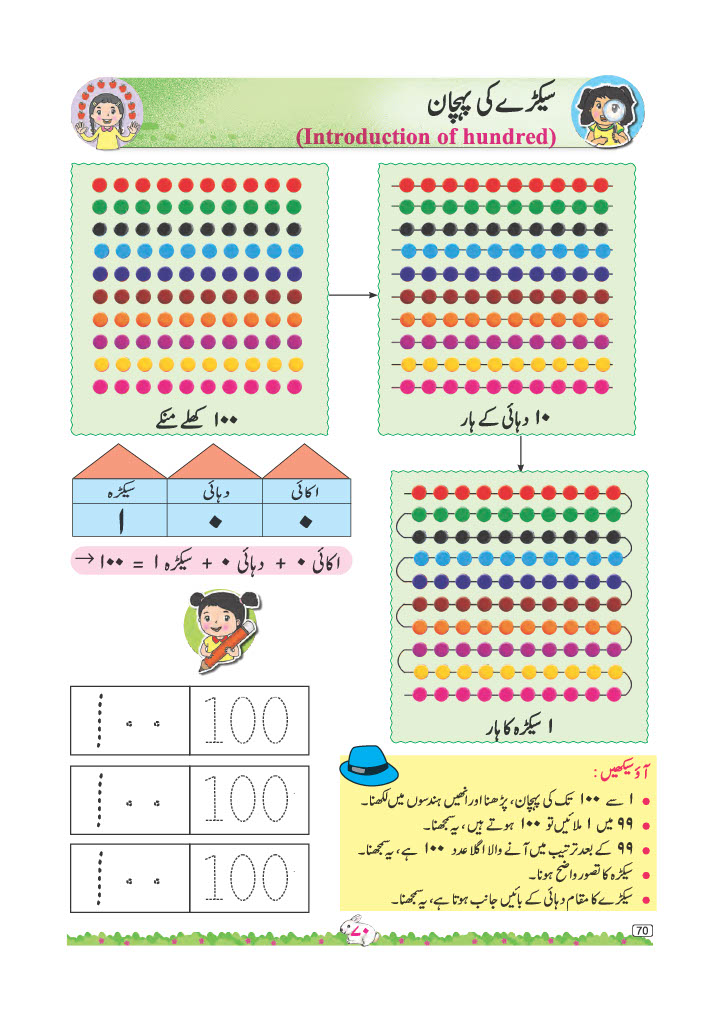 سیکڑے کی پہچان
(Introduction of hundred)
۱۰۰ کھلے منکے
۱۰ دہائی کے ہار
سیکڑہ دہائی اکائی
۱ ۰ ۰
اکائی ۰ + دہائی ۰ + سیکڑہ ۱ = ۱۰۰ →
۱ سیکڑہ کا ہار
۱۰۰ 100
۱۰۰ 100
۱۰۰ 100
آؤ سیکھیں:
● ۱ سے ۱۰۰ تک کی پہچان، پڑھنا اور انھیں ہندسوں میں لکھنا۔
● ۹۹ میں ۱ ملائیں تو ۱۰۰ ہوتے ہیں، یہ سمجھنا۔
● ۹۹ کے بعد ترتیب میں آنے والا اگلا عدد ۱۰۰ ہے، یہ سمجھنا۔
● سیکڑہ کا تصور واضح ہونا۔
● سیکڑے کا مقام دہائی کے بائیں جانب ہوتا ہے، یہ سمجھنا۔
۷۰
70